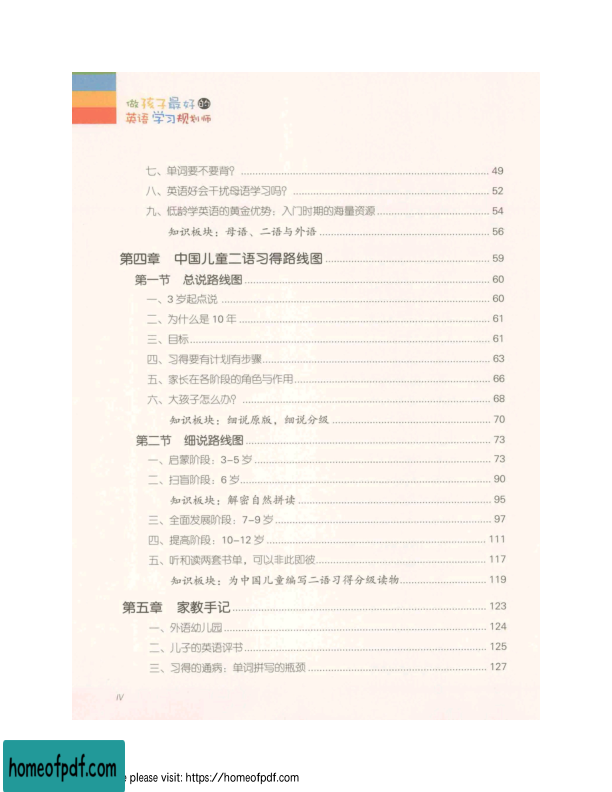 做孩子最好的
英语学习规划师
七、单词要不要背? 49
八、英语好会干扰母语学习吗? 52
九、低龄学英语的黄金优势：入门时期的海量资源 54
知识板块：母语、二语与外语 56
第四章 中国儿童二语习得路线图 59
第一节 总说路线图 60
一、3 岁起点说 60
二、为什么是 10 年 61
三、目标 61
四、习得要有计划有步骤 63
五、家长在各阶段的角色与作用 66
六、大孩子怎么办? 68
知识板块：细说原版，细说分级 70
第二节 细说路线图 73
一、启蒙阶段：3-5 岁 73
二、扫盲阶段：6 岁 90
知识板块：解密自然拼读 95
三、全面发展阶段：7-9 岁 97
四、提高阶段：10-12 岁 111
五、听和读两套书单，可以非此即彼 117
知识板块：为中国儿童编写二语习得分级读物 119
第五章 家教手记 123
一、外语幼儿园 124
二、儿子的英语评书 125
三、习得的通病：单词拼写的瓶颈 127
IV
homeofpdf.com
please visit: https://homeofpdf.com